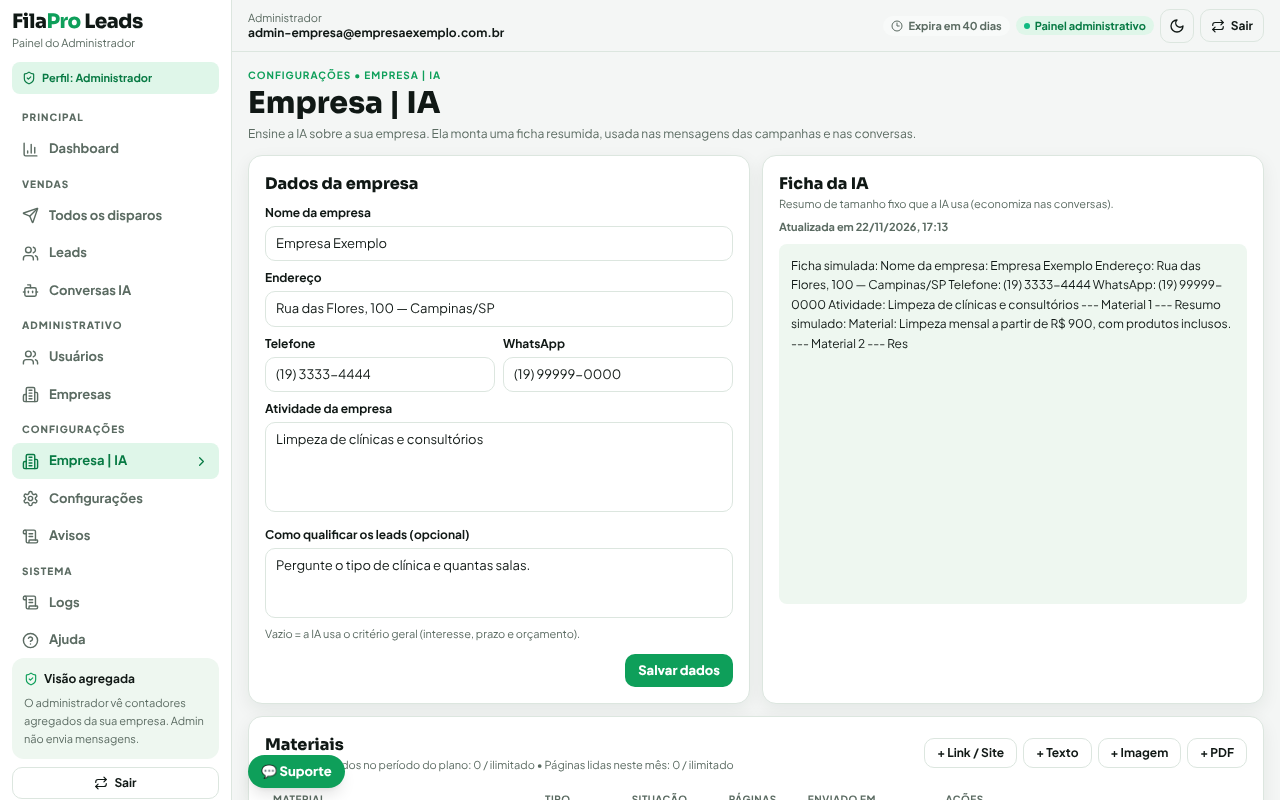 FilaPro Leads
Painel do Administrador
Perfil: Administrador
PRINCIPAL
Dashboard
VENDAS
Todos os disparos
Leads
Conversas IA
ADMINISTRATIVO
Usuários
Empresas
CONFIGURAÇÕES
Empresa | IA
Configurações
Avisos
SISTEMA
Logs
Ajuda
Visão agregada
O administrador vê contadores
agregados da sua empresa. Admin
não envia mensagens.
Sair
Administrador
admin-empresa@empresaexemplo.com.br
Expira em 40 dias
Painel administrativo
Sair
CONFIGURAÇÕES • EMPRESA | IA
Empresa | IA
Ensine a IA sobre a sua empresa. Ela monta uma ficha resumida, usada nas mensagens das campanhas e nas conversas.
Dados da empresa
Nome da empresa
Empresa Exemplo
Endereço
Rua das Flores, 100 — Campinas/SP
Telefone
WhatsApp
(19) 3333-4444
(19) 99999-0000
Atividade da empresa
Limpeza de clínicas e consultórios
Como qualificar os leads (opcional)
Pergunte o tipo de clínica e quantas salas.
Vazio = a IA usa o critério geral (interesse, prazo e orçamento).
Salvar dados
Ficha da IA
Resumo de tamanho fixo que a IA usa (economiza nas conversas).
Atualizada em 22/11/2026, 17:13
Ficha simulada: Nome da empresa: Empresa Exemplo Endereço: Rua das
Flores, 100 — Campinas/SP Telefone: (19) 3333-4444 WhatsApp: (19) 99999-
0000 Atividade: Limpeza de clínicas e consultórios --- Material 1 --- Resumo
simulado: Material: Limpeza mensal a partir de R$ 900, com produtos inclusos.
--- Material 2 --- Res
Materiais
no período do plano: 0 / ilimitado • Páginas lidas neste mês: 0 / ilimitado
+ Link / Site
+ Texto
+ Imagem
+ PDF
💬 Suporte
MATERIAL
TIPO
SITUAÇÃO
PÁGINAS
ENVIADO EM
AÇÕES